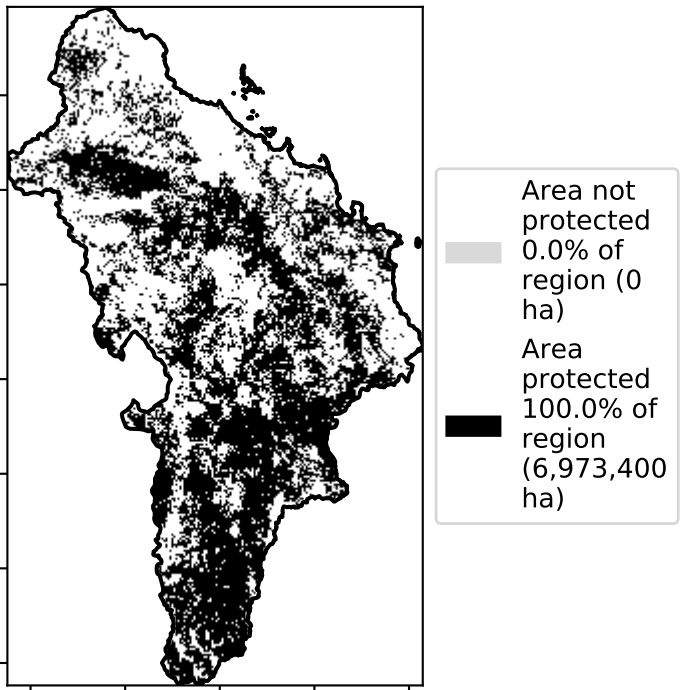 Area not
protected
0.0% of
region (0
ha)
Area
protected
100.0% of
region
(6,973,400
ha)